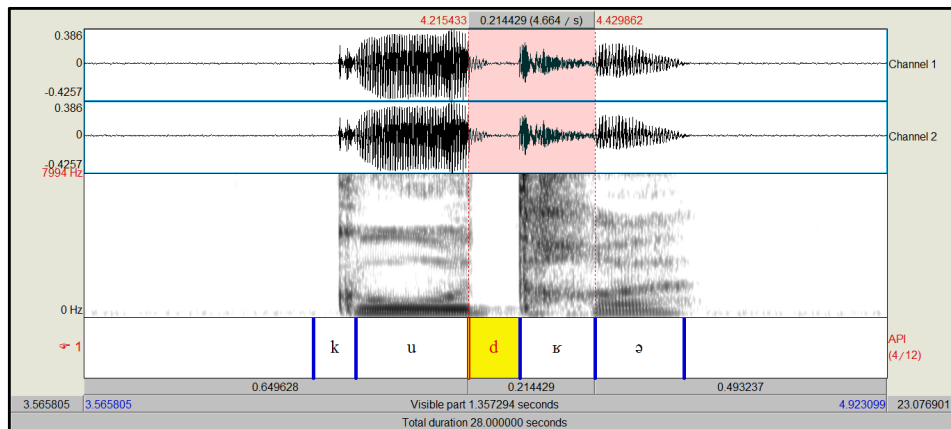 4.215433 0.214429 (4.664 / s) 4.429862
0.386
0
-0.4257
Channel 1
0.386
0
-0.4257
Channel 2
7994 Hz
0 Hz
☞ 1
k u d ʁ ə
API
(4/12)
0.649628 0.214429 0.493237
3.565805 3.565805 Visible part 1.357294 seconds 4.923099 23.076901
Total duration 28.000000 seconds